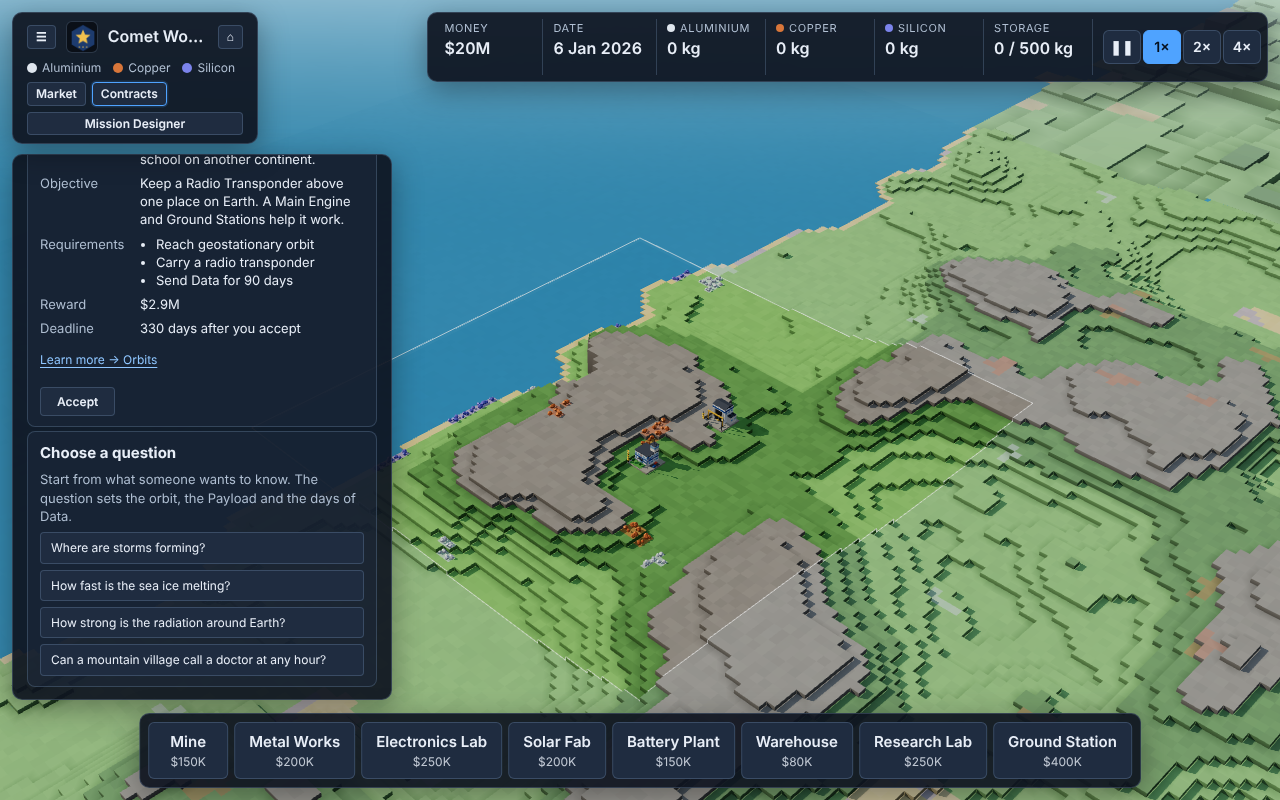 ☰ Comet Wo... ⌂
Aluminium Copper Silicon
Market Contracts
Mission Designer
MONEY
$20M
DATE
6 Jan 2026
ALUMINIUM
0 kg
COPPER
0 kg
SILICON
0 kg
STORAGE
0 / 500 kg
❚❚ 1× 2× 4×
school on another continent.
Objective Keep a Radio Transponder above
one place on Earth. A Main Engine
and Ground Stations help it work.
Requirements • Reach geostationary orbit
• Carry a radio transponder
• Send Data for 90 days
Reward $2.9M
Deadline 330 days after you accept
Learn more → Orbits
Accept
Choose a question
Start from what someone wants to know. The
question sets the orbit, the Payload and the days of
Data.
Where are storms forming?
How fast is the sea ice melting?
How strong is the radiation around Earth?
Can a mountain village call a doctor at any hour?
Mine
$150K
Metal Works
$200K
Electronics Lab
$250K
Solar Fab
$200K
Battery Plant
$150K
Warehouse
$80K
Research Lab
$250K
Ground Station
$400K